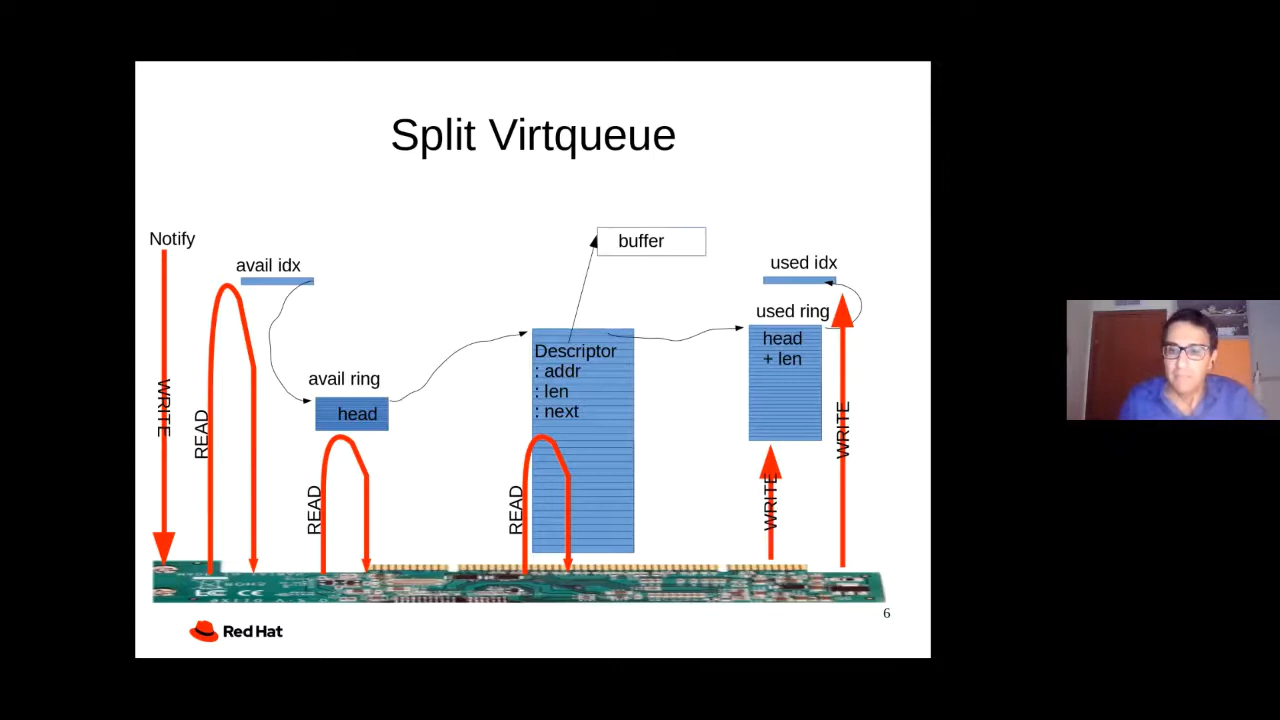 Split Virtqueue
Notify
avail idx
buffer
used idx
used ring
head
+ len
Descriptor
: addr
: len
: next
avail ring
head
WRITE
READ
READ
READ
WRITE
WRITE
6
Red Hat